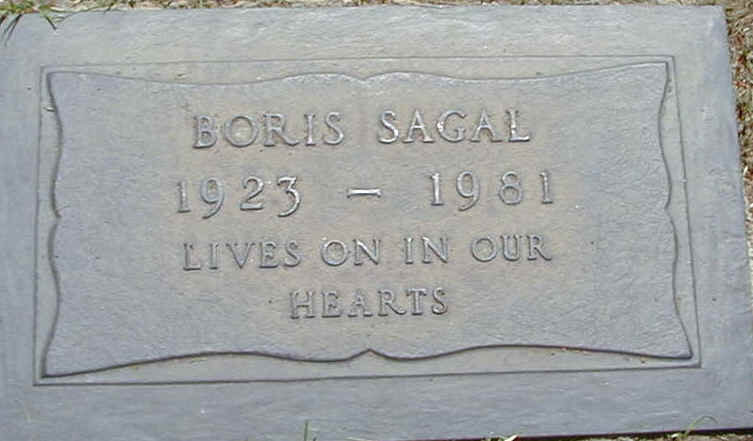 BORIS SAGAL
1923 – 1981
LIVES ON IN OUR
HEARTS